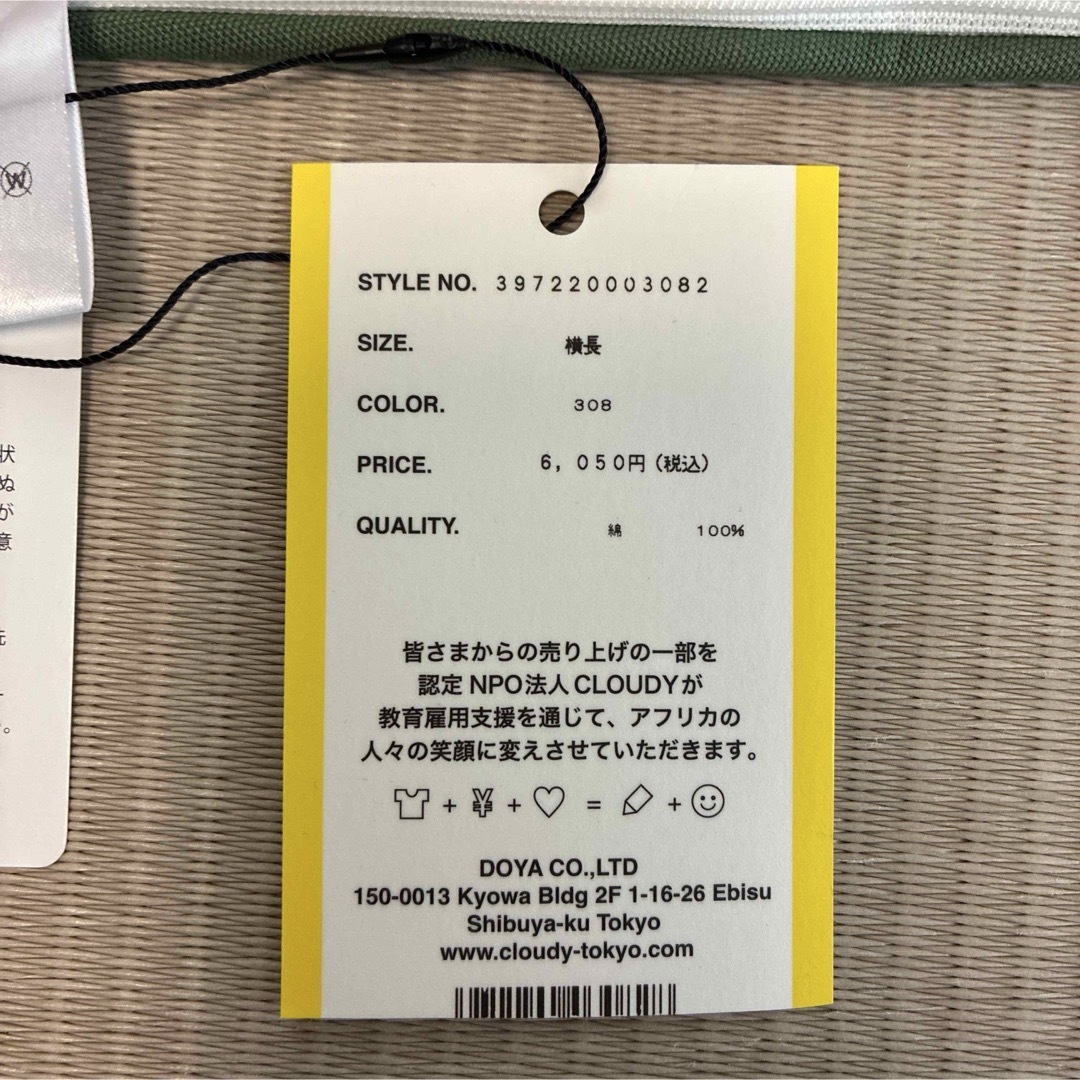 STYLE NO. 397220003082
SIZE. 横長
COLOR. 308
PRICE. 6,050円(税込)
QUALITY. 綿 100%
皆さまからの売り上げの一部を
認定NPO法人CLOUDYが
教育雇用支援を通じて、アフリカの
人々の笑顔に変えさせていただきます。
+ ¥ + = +
DOYA CO.,LTD
150-0013 Kyowa Bldg 2F 1-16-26 Ebisu
Shibuya-ku Tokyo
www.cloudy-tokyo.com
W
状
ぬ
が
意